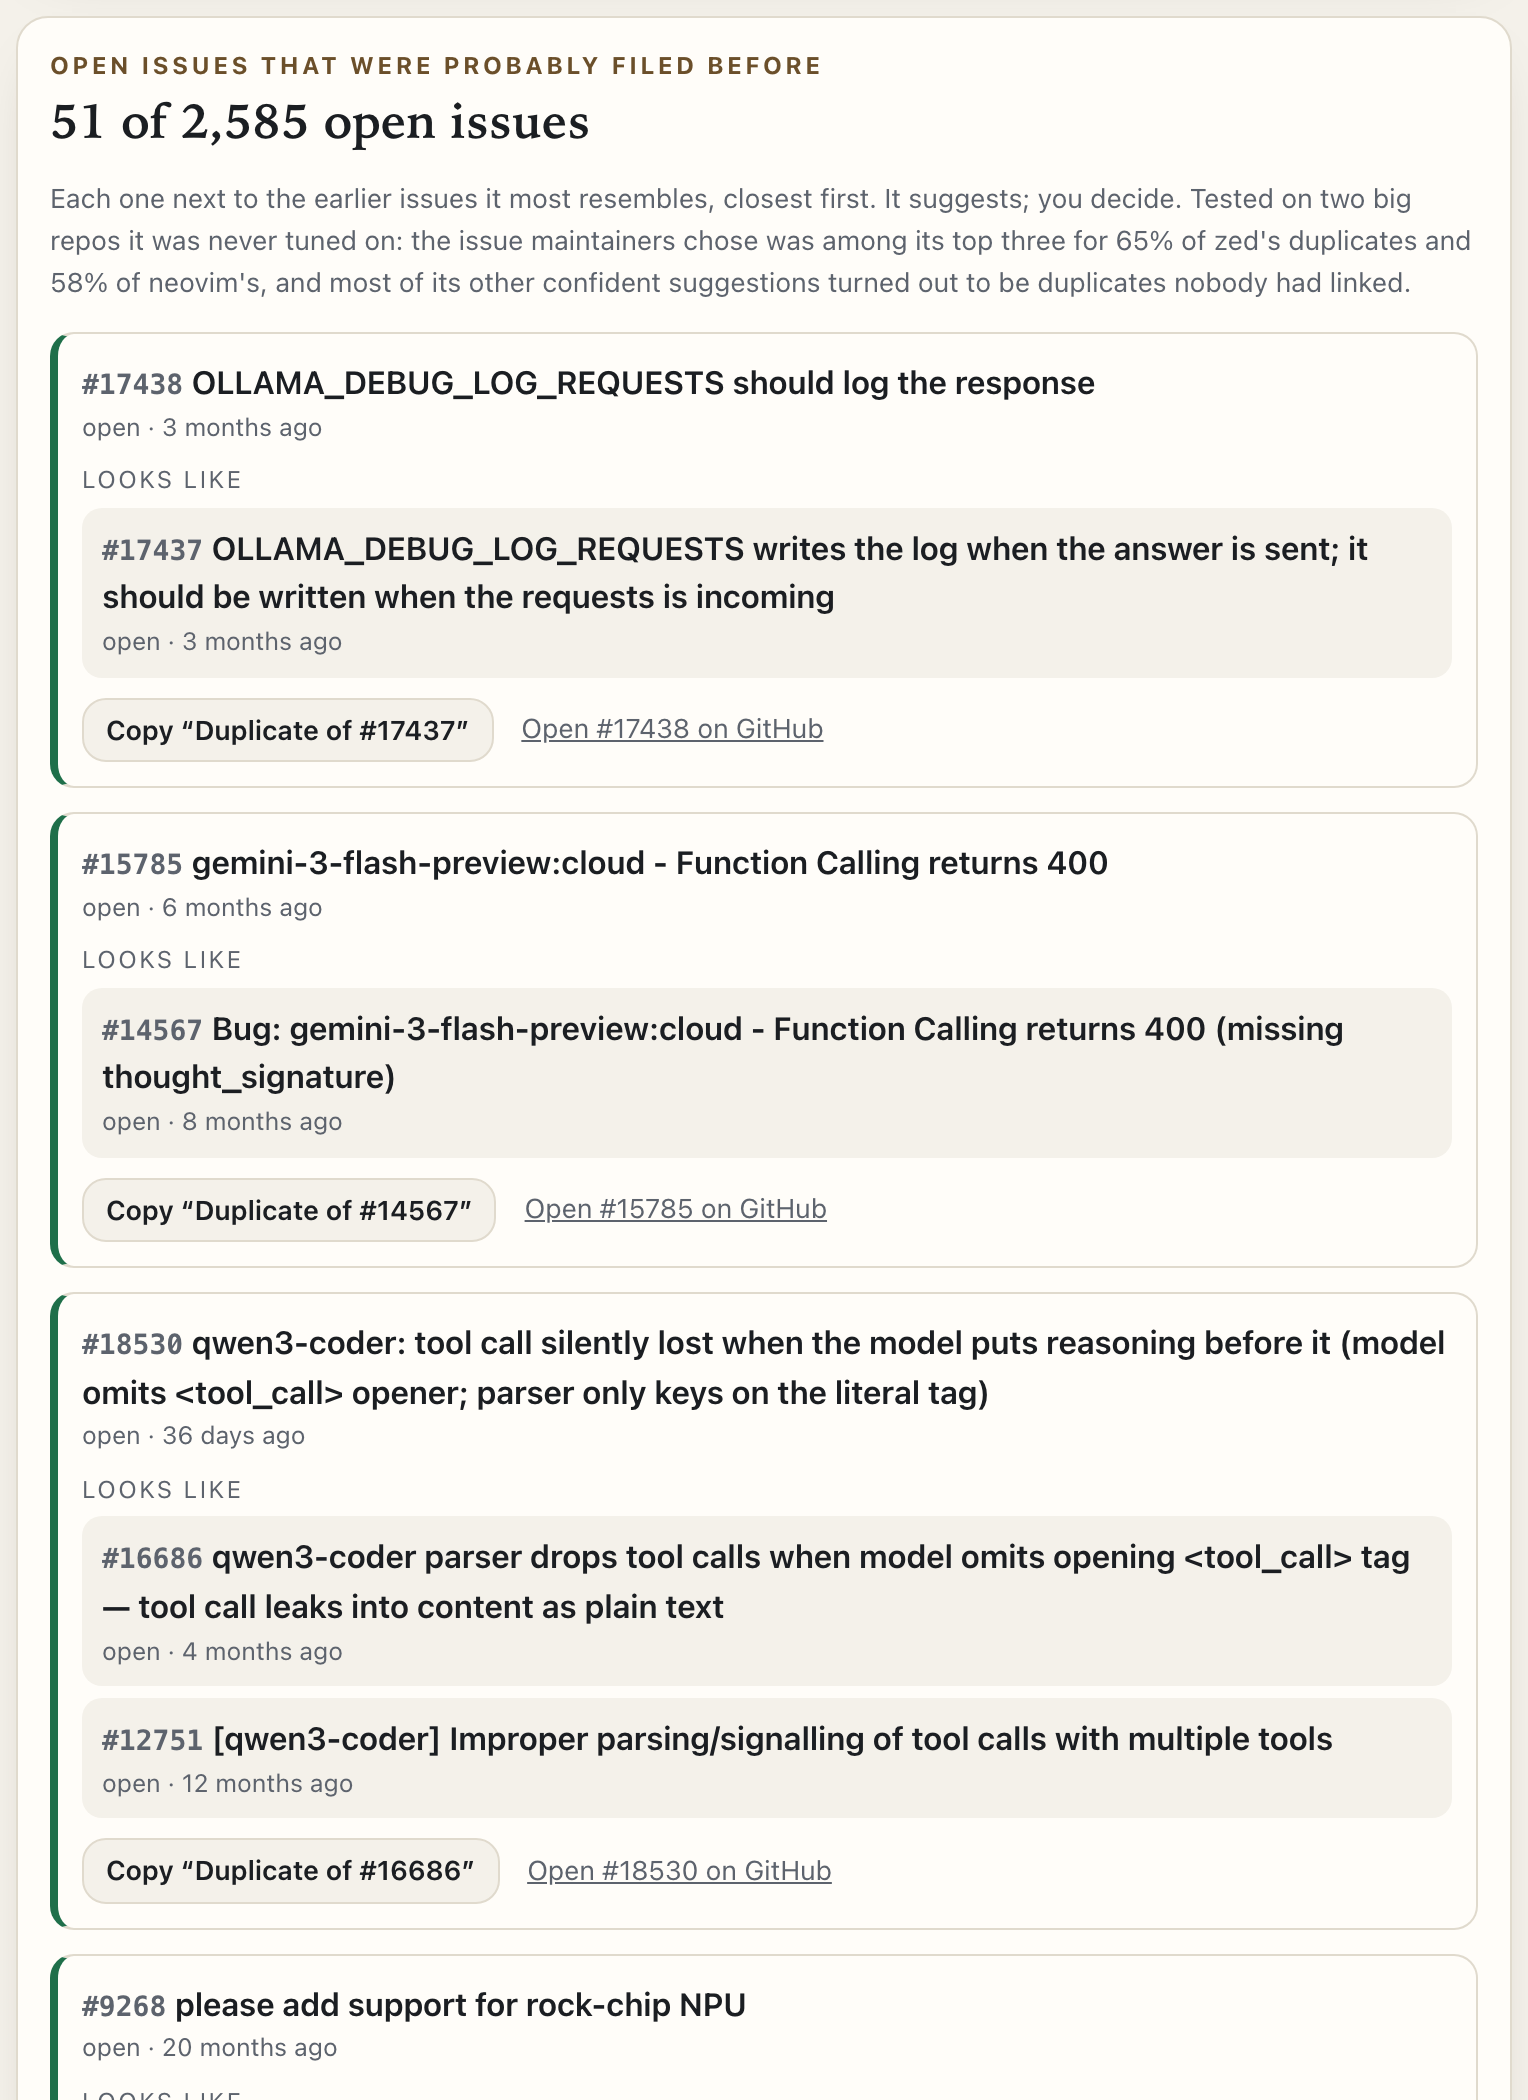 OPEN ISSUES THAT WERE PROBABLY FILED BEFORE
51 of 2,585 open issues
Each one next to the earlier issues it most resembles, closest first. It suggests; you decide. Tested on two big
repos it was never tuned on: the issue maintainers chose was among its top three for 65% of zed's duplicates and
58% of neovim's, and most of its other confident suggestions turned out to be duplicates nobody had linked.
#17438 OLLAMA_DEBUG_LOG_REQUESTS should log the response
open · 3 months ago
LOOKS LIKE
#17437 OLLAMA_DEBUG_LOG_REQUESTS writes the log when the answer is sent; it
should be written when the requests is incoming
open · 3 months ago
Copy “Duplicate of #17437” Open #17438 on GitHub
#15785 gemini-3-flash-preview:cloud - Function Calling returns 400
open · 6 months ago
LOOKS LIKE
#14567 Bug: gemini-3-flash-preview:cloud - Function Calling returns 400 (missing
thought_signature)
open · 8 months ago
Copy “Duplicate of #14567” Open #15785 on GitHub
#18530 qwen3-coder: tool call silently lost when the model puts reasoning before it (model
omits <tool_call> opener; parser only keys on the literal tag)
open · 36 days ago
LOOKS LIKE
#16686 qwen3-coder parser drops tool calls when model omits opening <tool_call> tag
— tool call leaks into content as plain text
open · 4 months ago
#12751 [qwen3-coder] Improper parsing/signalling of tool calls with multiple tools
open · 12 months ago
Copy “Duplicate of #16686” Open #18530 on GitHub
#9268 please add support for rock-chip NPU
open · 20 months ago
LOOKS LIKE